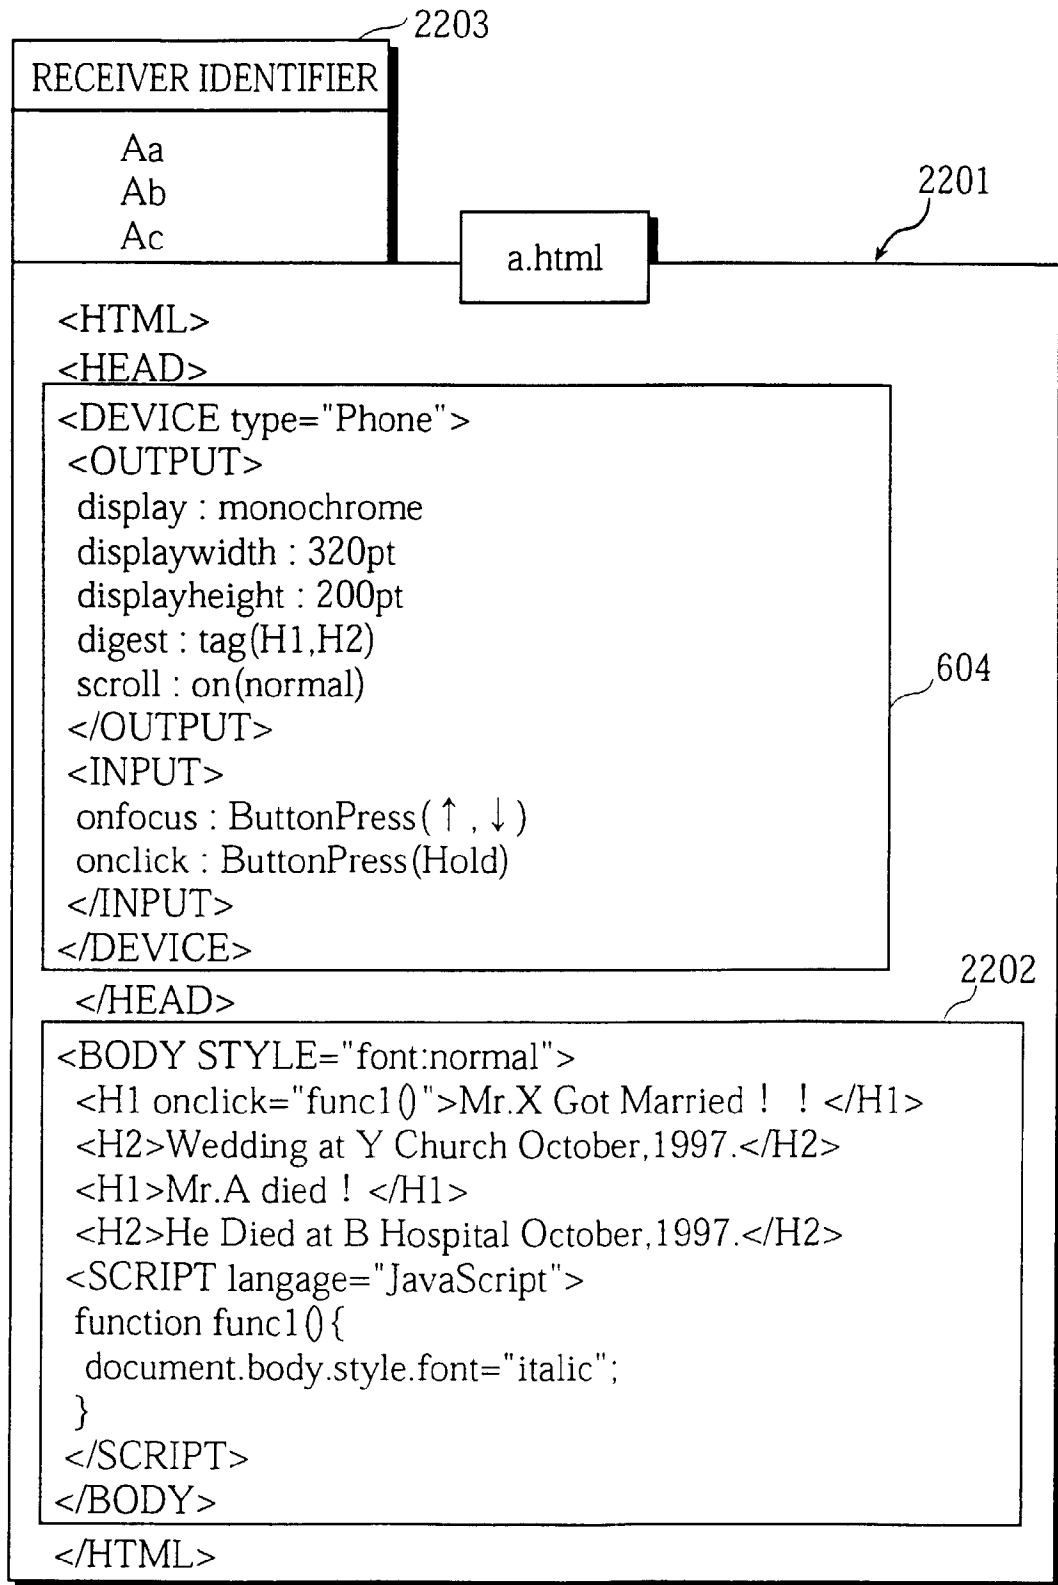 2203
RECEIVER IDENTIFIER
Aa
Ab
Ac
2201
a.html
<HTML>
<HEAD>
<DEVICE type="Phone">
<OUTPUT>
display : monochrome
displaywidth : 320pt
displayheight : 200pt
digest : tag(H1,H2)
scroll : on(normal)
604
</OUTPUT>
<INPUT>
onfocus : ButtonPress(↑,↓)
onclick : ButtonPress(Hold)
</INPUT>
</DEVICE>
2202
</HEAD>
<BODY STYLE="font:normal">
<H1 onclick="func1()">Mr.X Got Married ! ! </H1>
<H2>Wedding at Y Church October,1997.</H2>
<H1>Mr.A died ! </H1>
<H2>He Died at B Hospital October,1997.</H2>
<SCRIPT langage="JavaScript">
function func1(){
document.body.style.font="italic";
}
</SCRIPT>
</BODY>
</HTML>